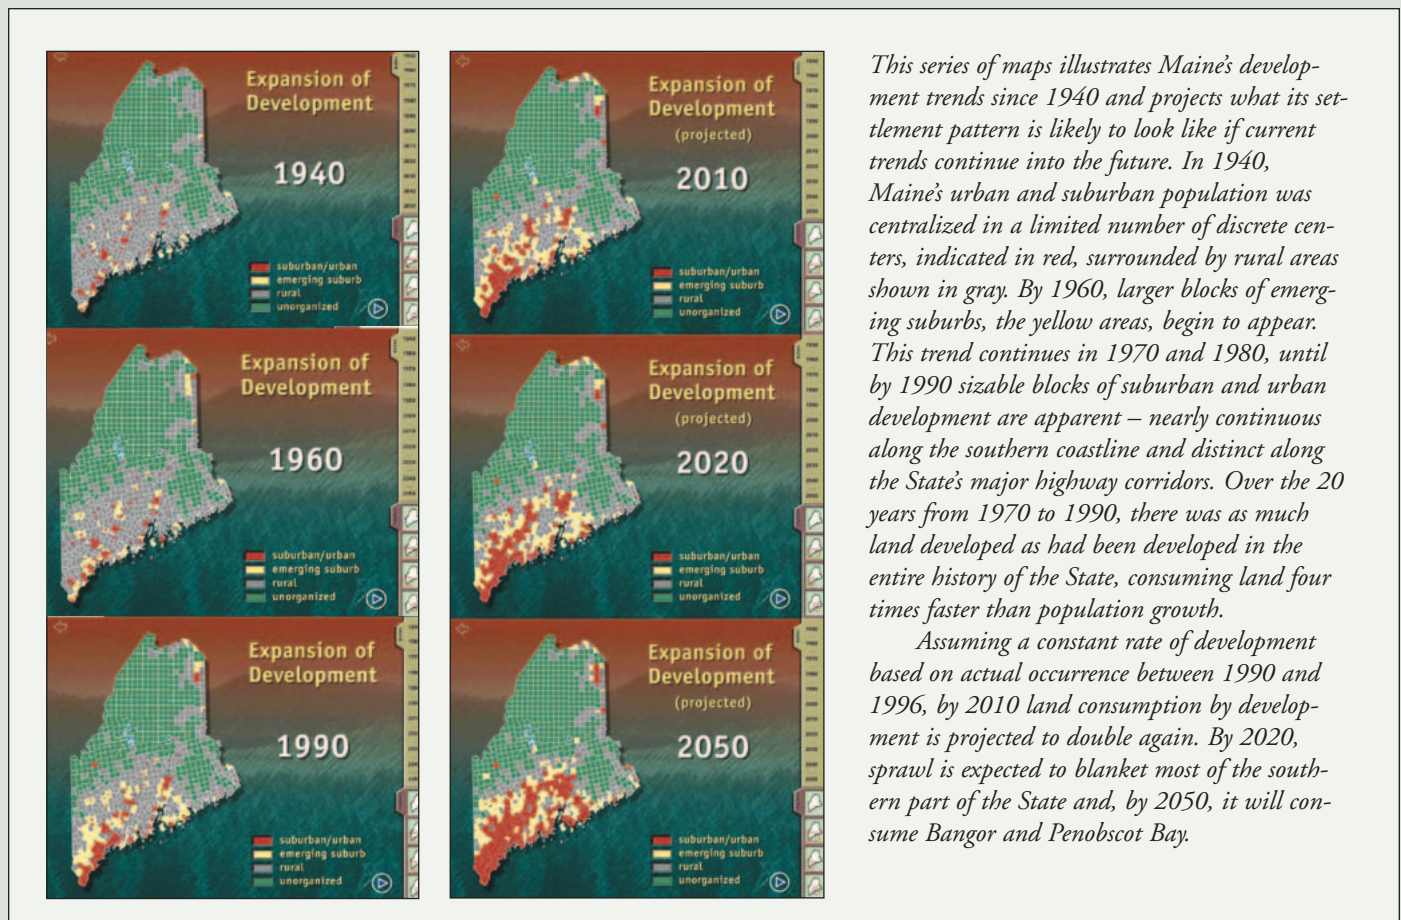 Expansion of
Development
1940
suburban/urban
emerging suburb
rural
unorganized
Expansion of
Development
1960
suburban/urban
emerging suburb
rural
unorganized
Expansion of
Development
1990
suburban/urban
emerging suburb
rural
unorganized
Expansion of
Development
(projected)
2010
suburban/urban
emerging suburb
rural
unorganized
Expansion of
Development
(projected)
2020
suburban/urban
emerging suburb
rural
unorganized
Expansion of
Development
(projected)
2050
suburban/urban
emerging suburb
rural
unorganized
This series of maps illustrates Maine's develop-
ment trends since 1940 and projects what its set-
tlement pattern is likely to look like if current
trends continue into the future. In 1940,
Maine's urban and suburban population was
centralized in a limited number of discrete cen-
ters, indicated in red, surrounded by rural areas
shown in gray. By 1960, larger blocks of emerg-
ing suburbs, the yellow areas, begin to appear.
This trend continues in 1970 and 1980, until
by 1990 sizable blocks of suburban and urban
development are apparent – nearly continuous
along the southern coastline and distinct along
the State's major highway corridors. Over the 20
years from 1970 to 1990, there was as much
land developed as had been developed in the
entire history of the State, consuming land four
times faster than population growth.
Assuming a constant rate of development
based on actual occurrence between 1990 and
1996, by 2010 land consumption by develop-
ment is projected to double again. By 2020,
sprawl is expected to blanket most of the south-
ern part of the State and, by 2050, it will con-
sume Bangor and Penobscot Bay.